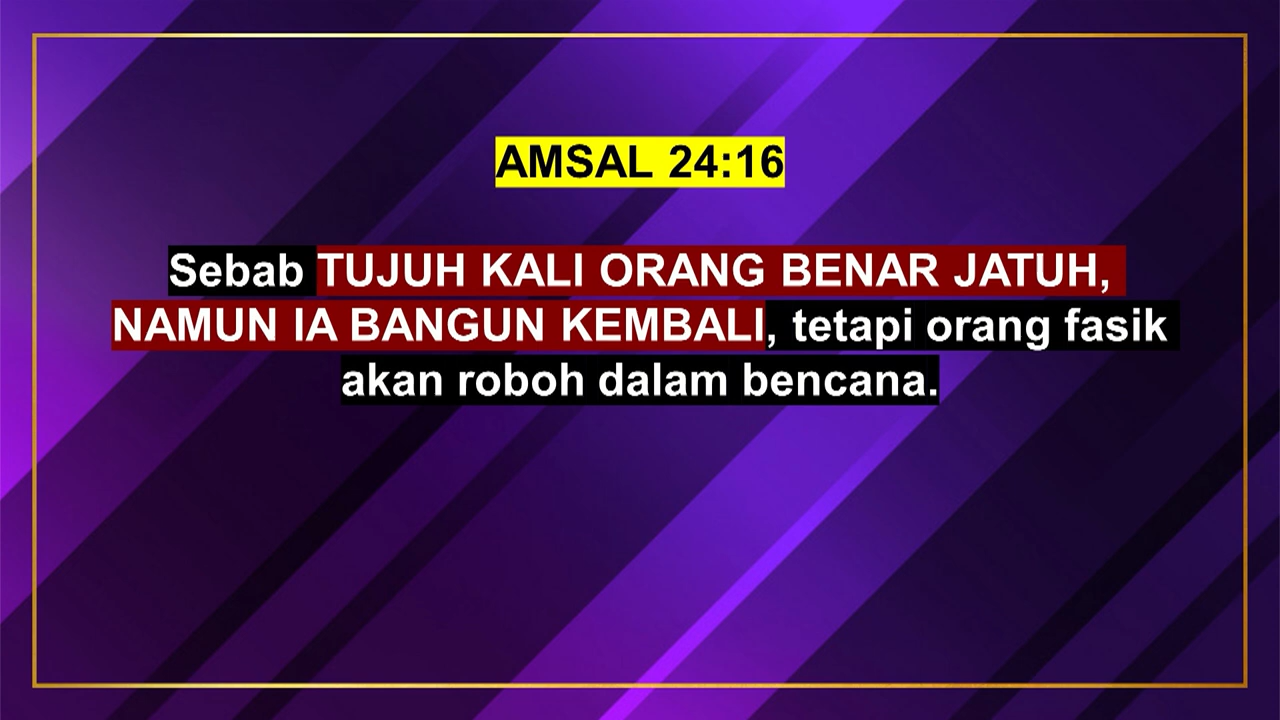 AMSAL 24:16
Sebab TUJUH KALI ORANG BENAR JATUH,
NAMUN IA BANGUN KEMBALI, tetapi orang fasik
akan roboh dalam bencana.